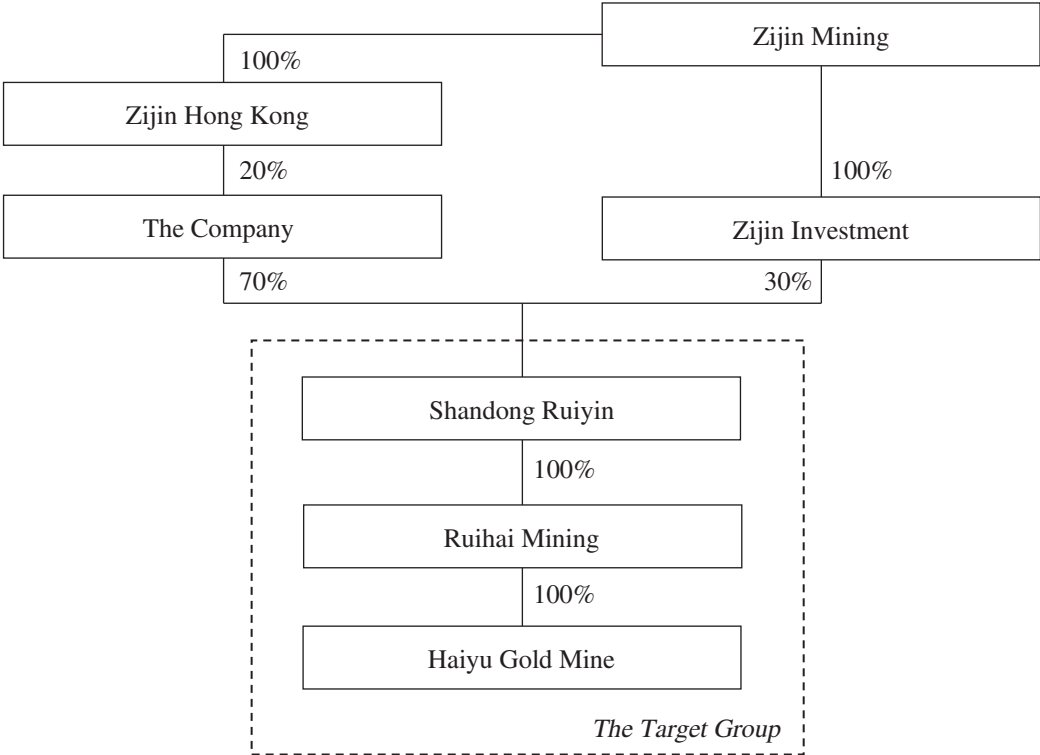 Zijin Mining
100%
Zijin Hong Kong
20%
100%
The Company
Zijin Investment
70%
30%
Shandong Ruiyin
100%
Ruihai Mining
100%
Haiyu Gold Mine
The Target Group